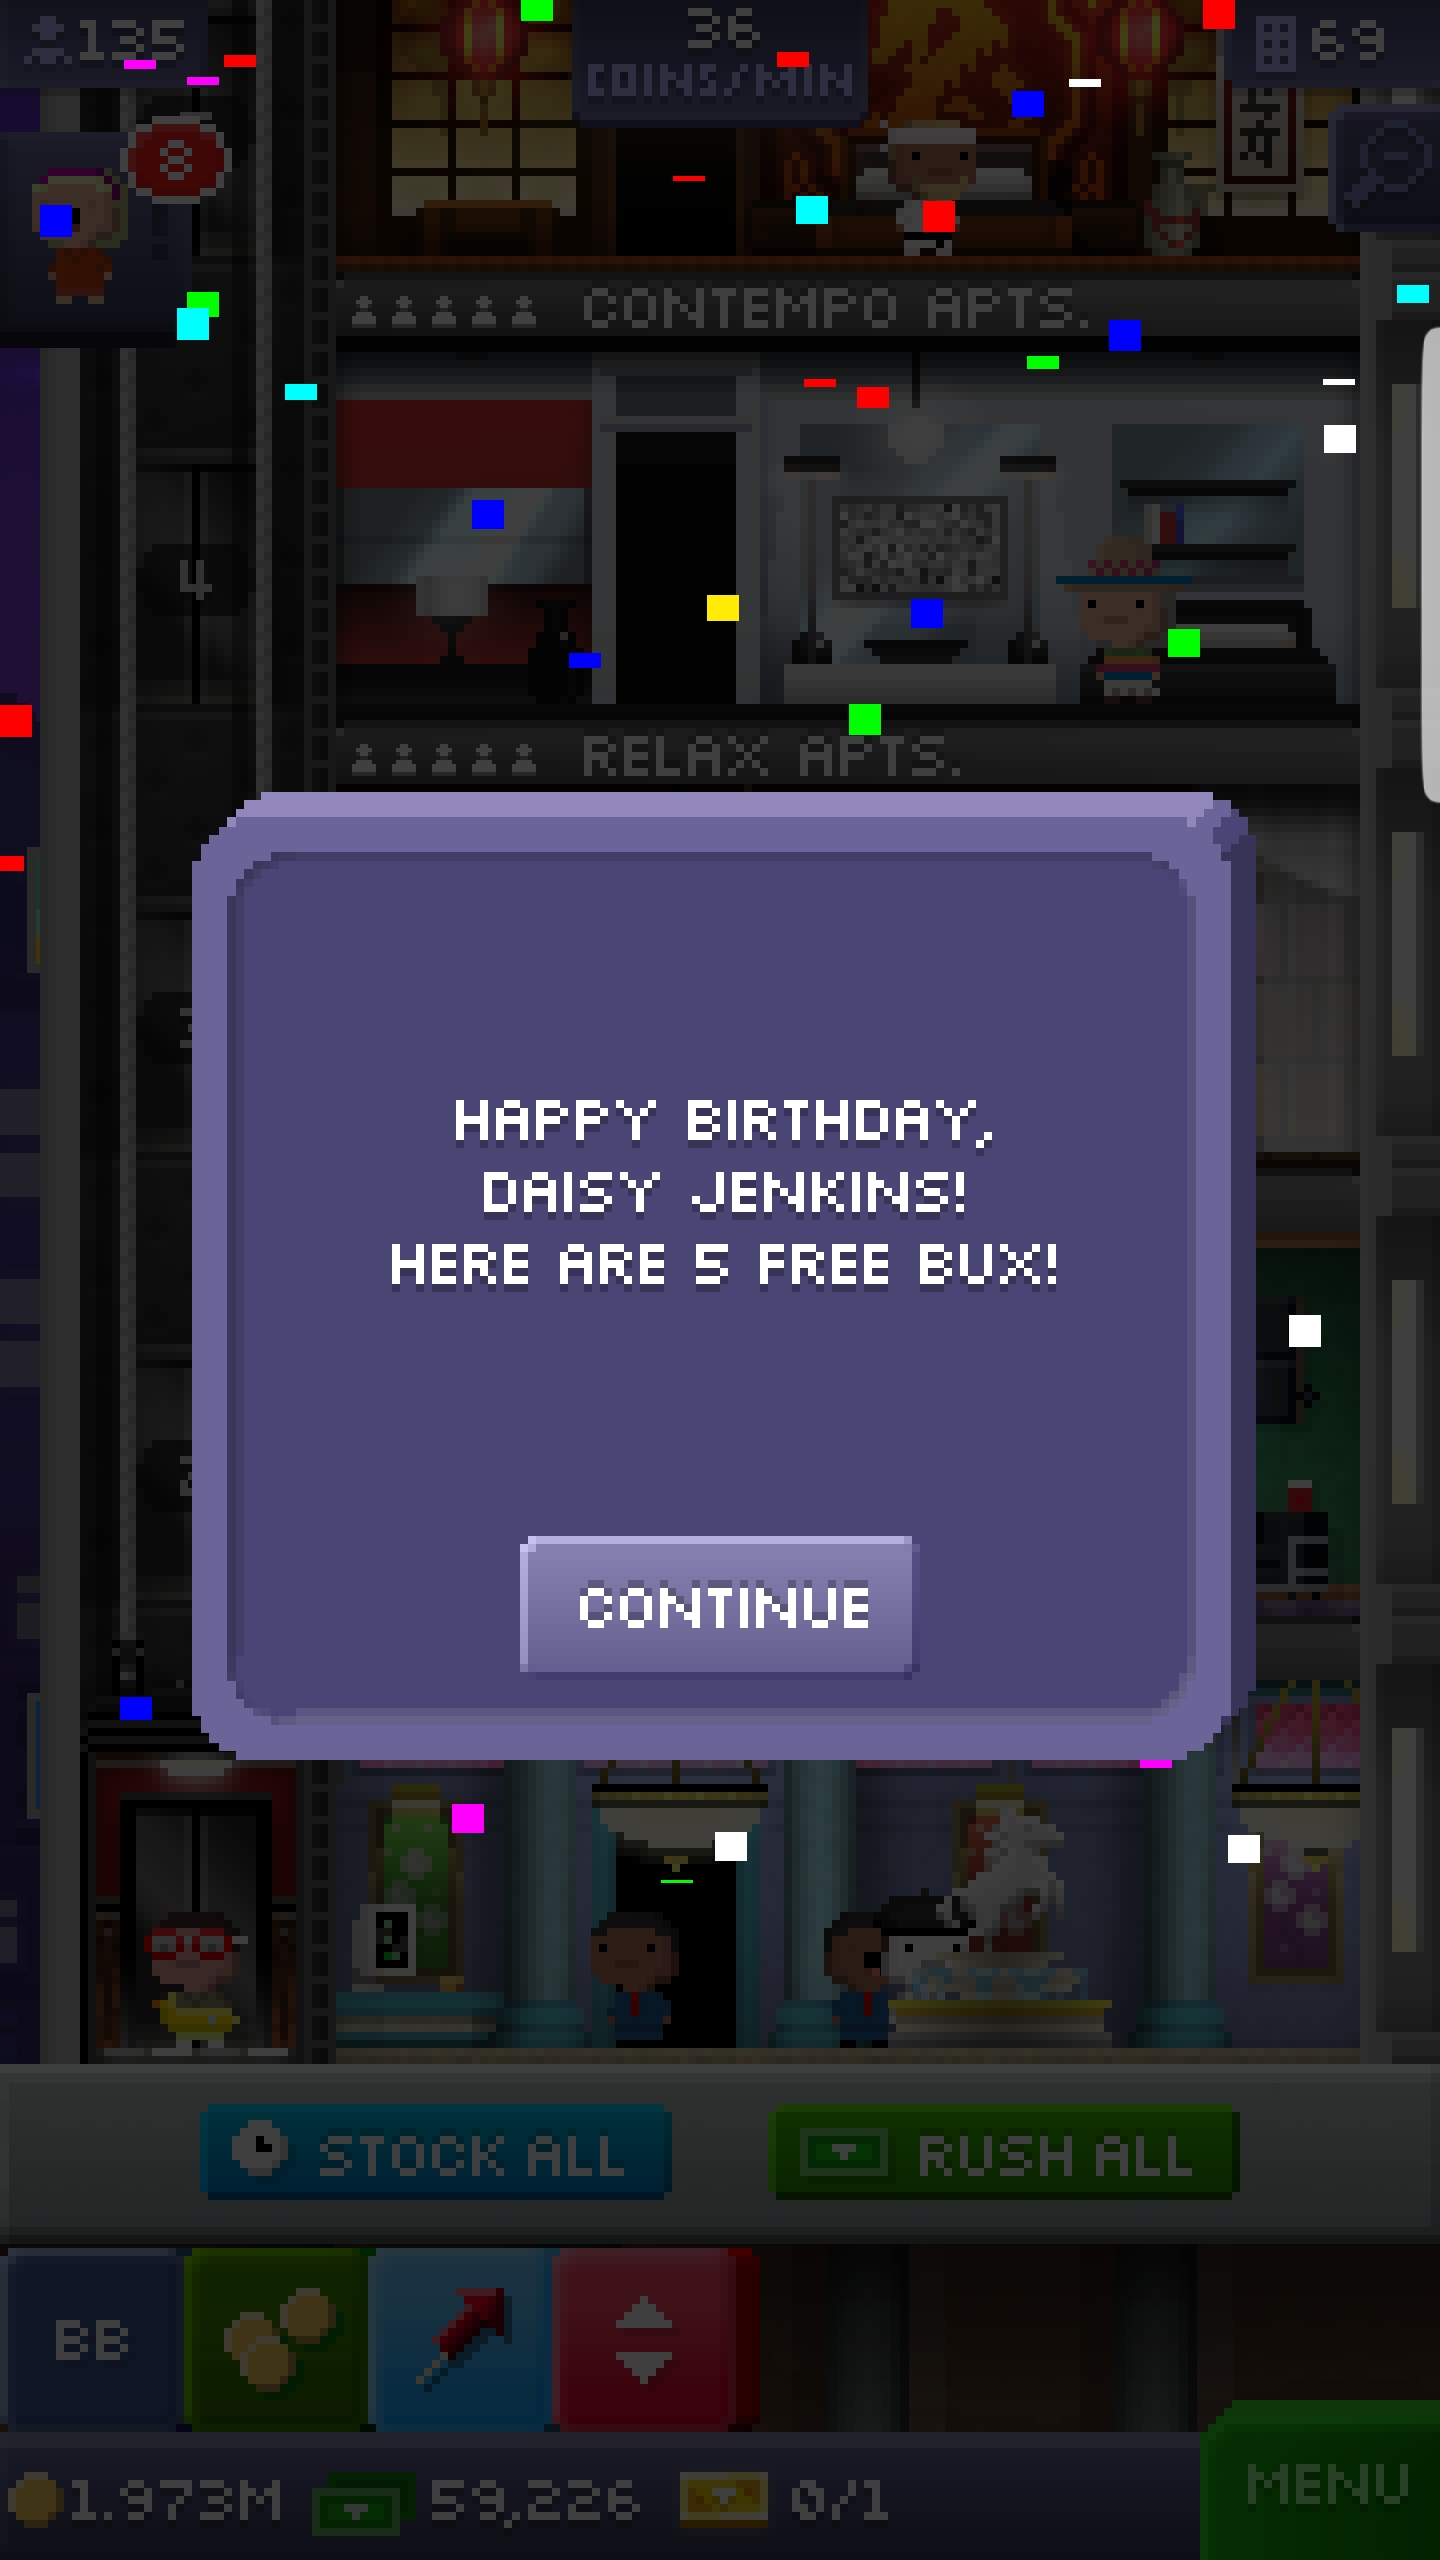 135
36
COINS/MIN
69
8
CONTEMPO APTS.
4
RELAX APTS.
HAPPY BIRTHDAY,
DAISY JENKINS!
HERE ARE 5 FREE BUX!
CONTINUE
STOCK ALL
RUSH ALL
BB
1.973M
59,226
0/1
MENU